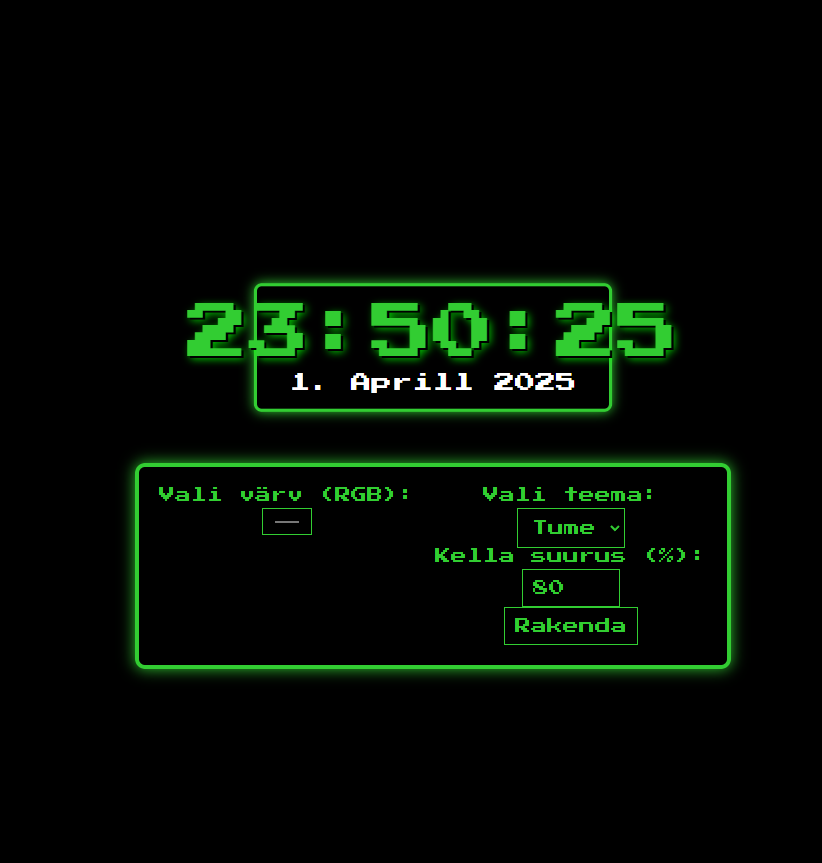 23:50:25
1. Aprill 2025
Vali värv (RGB):
Vali teema:
Tume
Kella suurus (%):
80
Rakenda